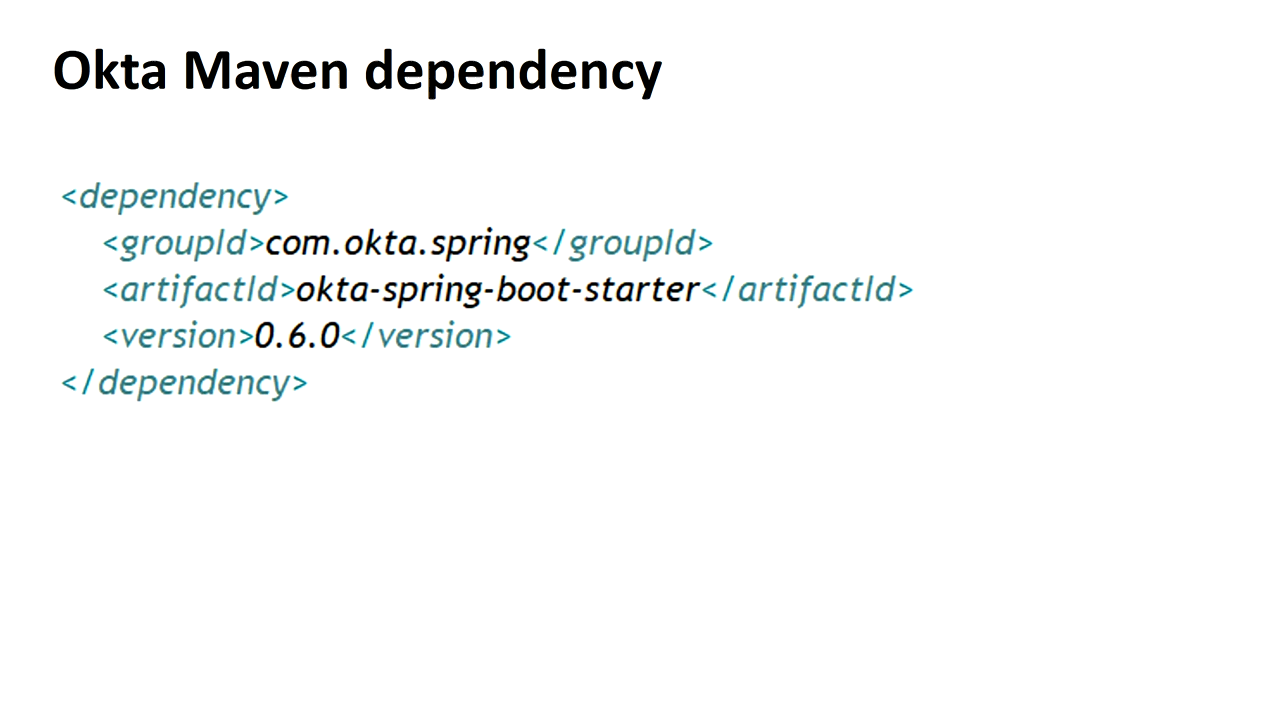 Okta Maven dependency
<dependency>
<groupId>com.okta.spring</groupId>
<artifactId>okta-spring-boot-starter</artifactId>
<version>0.6.0</version>
</dependency>